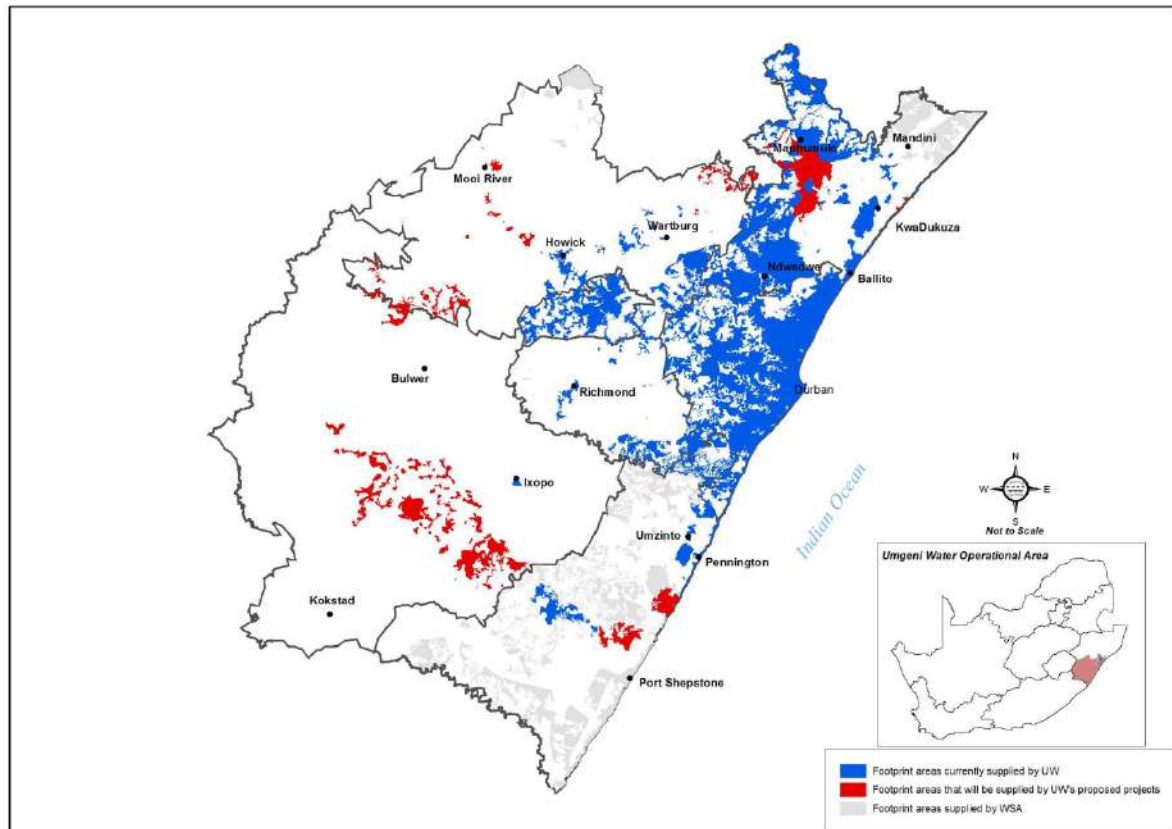 Mandini
Maphumulo
Mooi River
KwaDukuza
Wartburg
Howick
Ndwedwe
Ballito
Bulwer
Richmond
Durban
Ixopo
Indian Ocean
N
W E
S
Not to Scale
Umzinto
Umgeni Water Operational Area
Pennington
Kokstad
Port Shepstone
Footprint areas currently supplied by UW
Footprint areas that will be supplied by UW's proposed projects
Footprint areas supplied by WSA